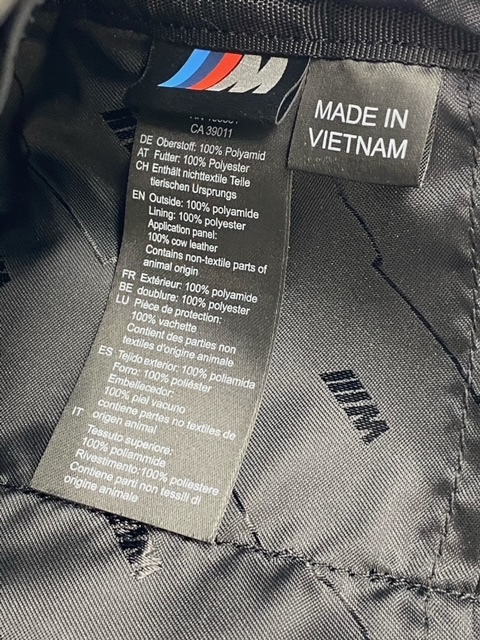 M
MADE IN
VIETNAM
CA 39011
DE Oberstoff: 100% Polyamid
AT Futter: 100% Polyester
CH Enthält nichttextile Teile
tierischen Ursprungs
EN Outside: 100% polyamide
Lining: 100% polyester
Application panel:
100% cow leather
Contains non-textile parts of
animal origin
FR Extérieur: 100% polyamide
BE doublure: 100% polyester
LU Pièce de protection:
100% vachette
Contient des parties non
textiles d'origine animale
ES Tejido exterior: 100% poliamida
Forro: 100% poliéster
Embellecedor:
100% piel vacuno
contiene partes no textiles de
origen animal
IT Tessuto superiore:
100% poliammide
Rivestimento:100% poliestere
Contiene parti non tessili di
origine animale